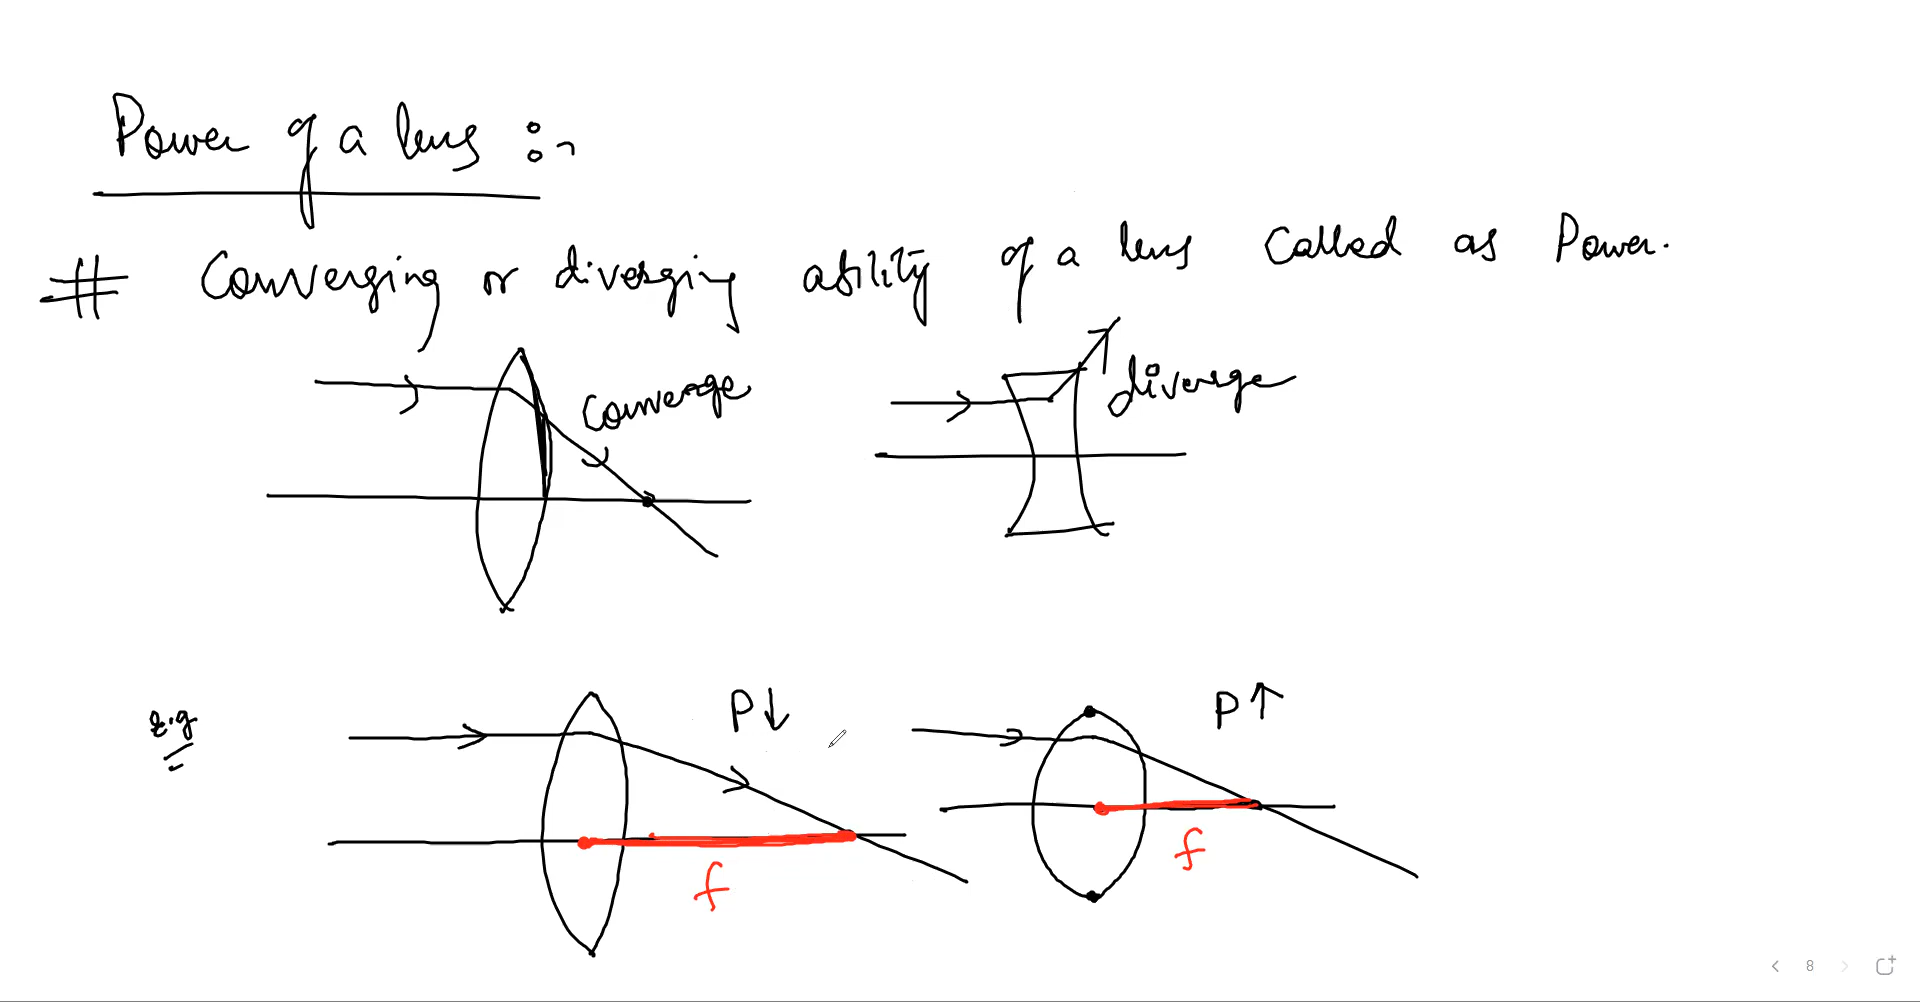 Power of a lens :-
# Converging or diverging ability of a lens called as Power.
Converge
diverge
e.g
P↓
P↑
f
f
8